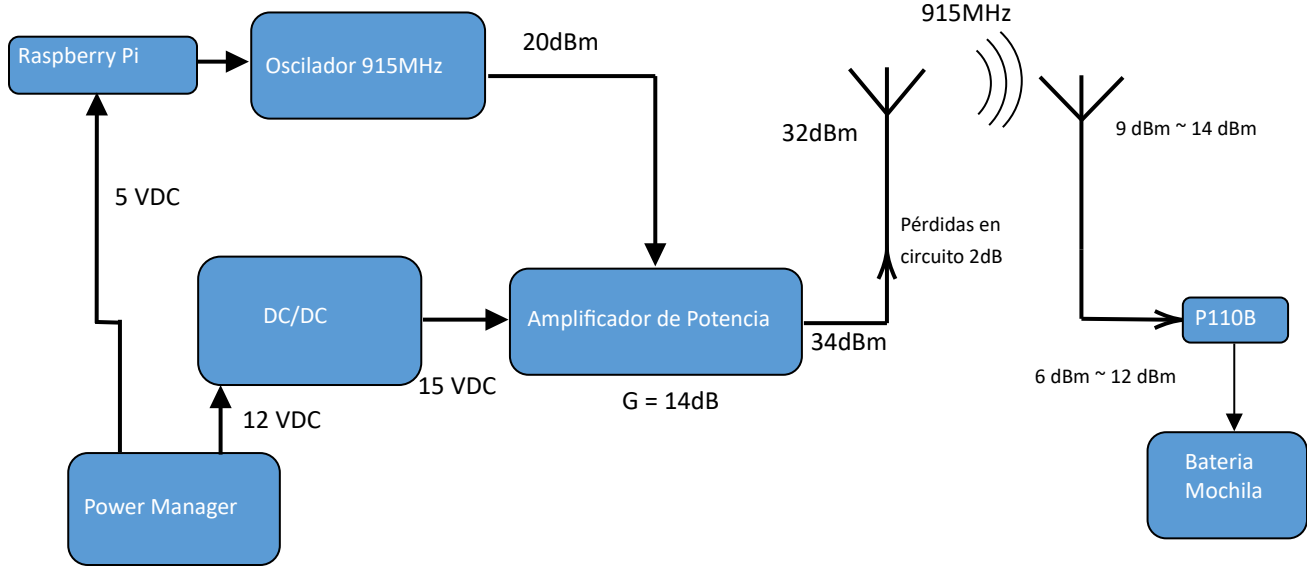 915MHz
Raspberry Pi
Oscilador 915MHz
20dBm
32dBm
9 dBm ~ 14 dBm
5 VDC
Pérdidas en
circuito 2dB
DC/DC
Amplificador de Potencia
P110B
34dBm
15 VDC
6 dBm ~ 12 dBm
G = 14dB
12 VDC
Bateria
Mochila
Power Manager